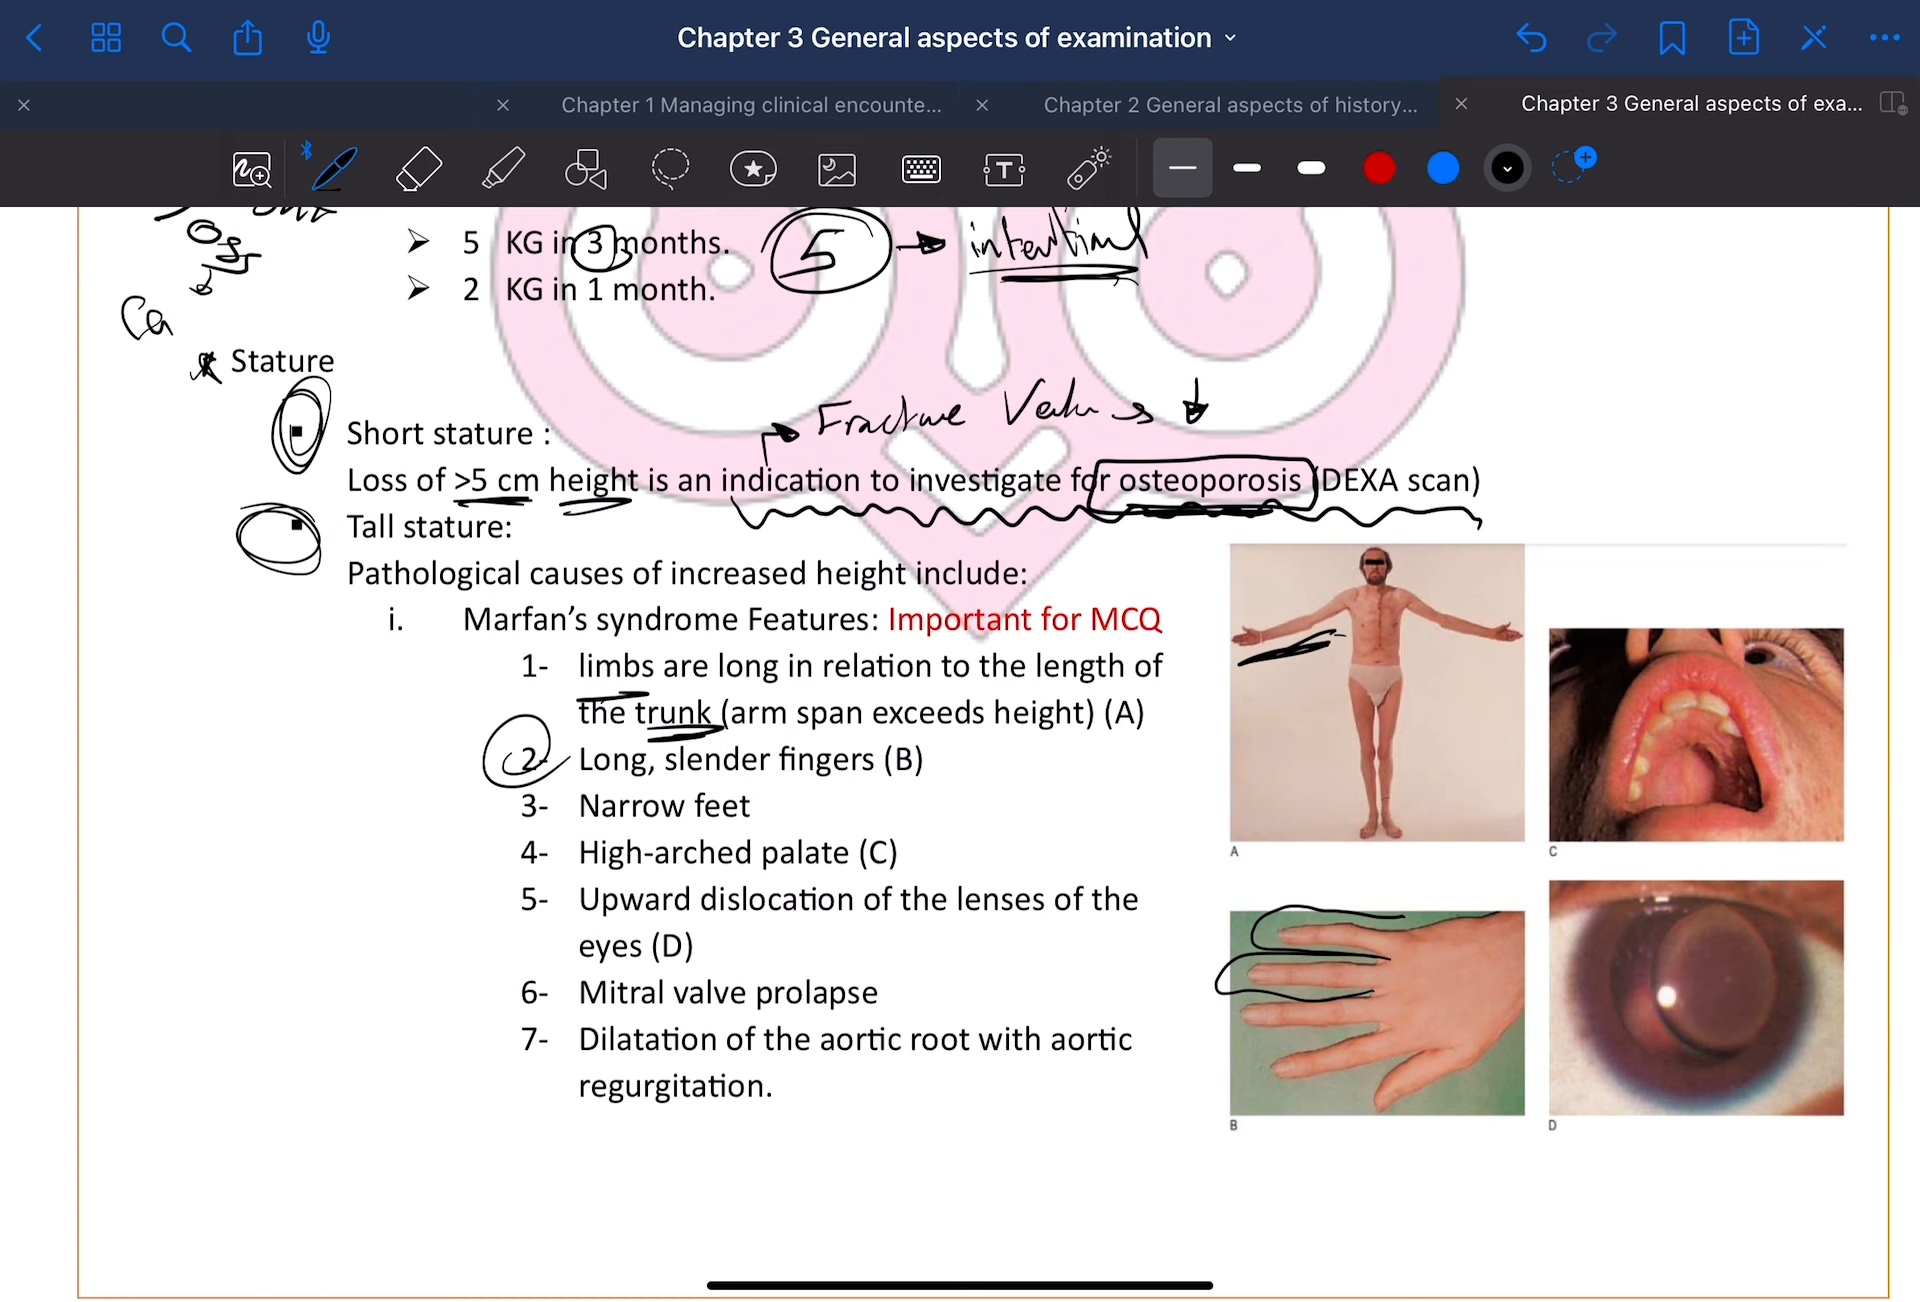 Chapter 3 General aspects of examination
Chapter 1 Managing clinical encounte...
Chapter 2 General aspects of history...
Chapter 3 General aspects of exa...
T
➢ 5 KG in 3 months.
5 →
➢ 2 KG in 1 month.
Ca
Stature
Fracture
Short stature :
Loss of >5 cm height is an indication to investigate for osteoporosis (DEXA scan)
Tall stature:
Pathological causes of increased height include:
i. Marfan’s syndrome Features: Important for MCQ
1- limbs are long in relation to the length of
the trunk (arm span exceeds height) (A)
2- Long, slender fingers (B)
3- Narrow feet
4- High-arched palate (C)
5- Upward dislocation of the lenses of the
eyes (D)
6- Mitral valve prolapse
7- Dilatation of the aortic root with aortic
regurgitation.
A
C
B
D